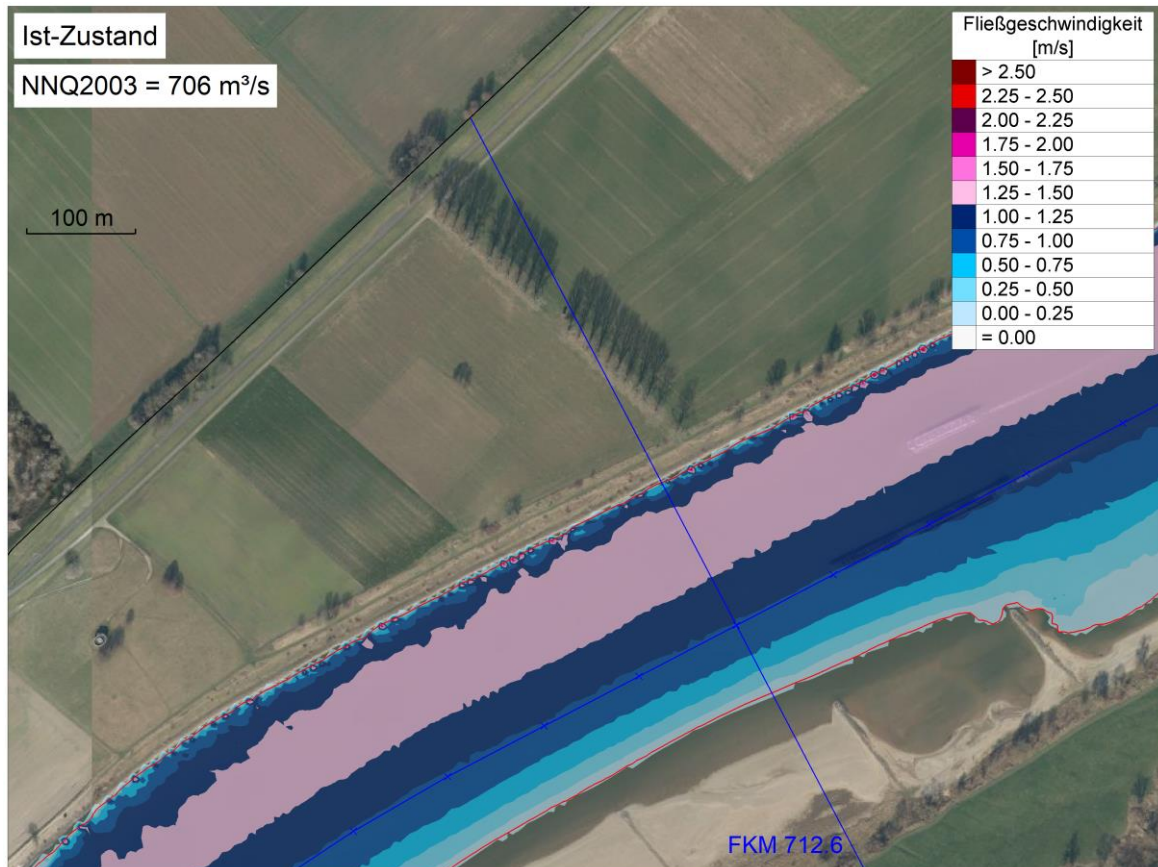 Ist-Zustand
NNQ2003 = 706 m³/s
100 m
Fließgeschwindigkeit
[m/s]
> 2.50
2.25 - 2.50
2.00 - 2.25
1.75 - 2.00
1.50 - 1.75
1.25 - 1.50
1.00 - 1.25
0.75 - 1.00
0.50 - 0.75
0.25 - 0.50
0.00 - 0.25
= 0.00
FKM 712.6